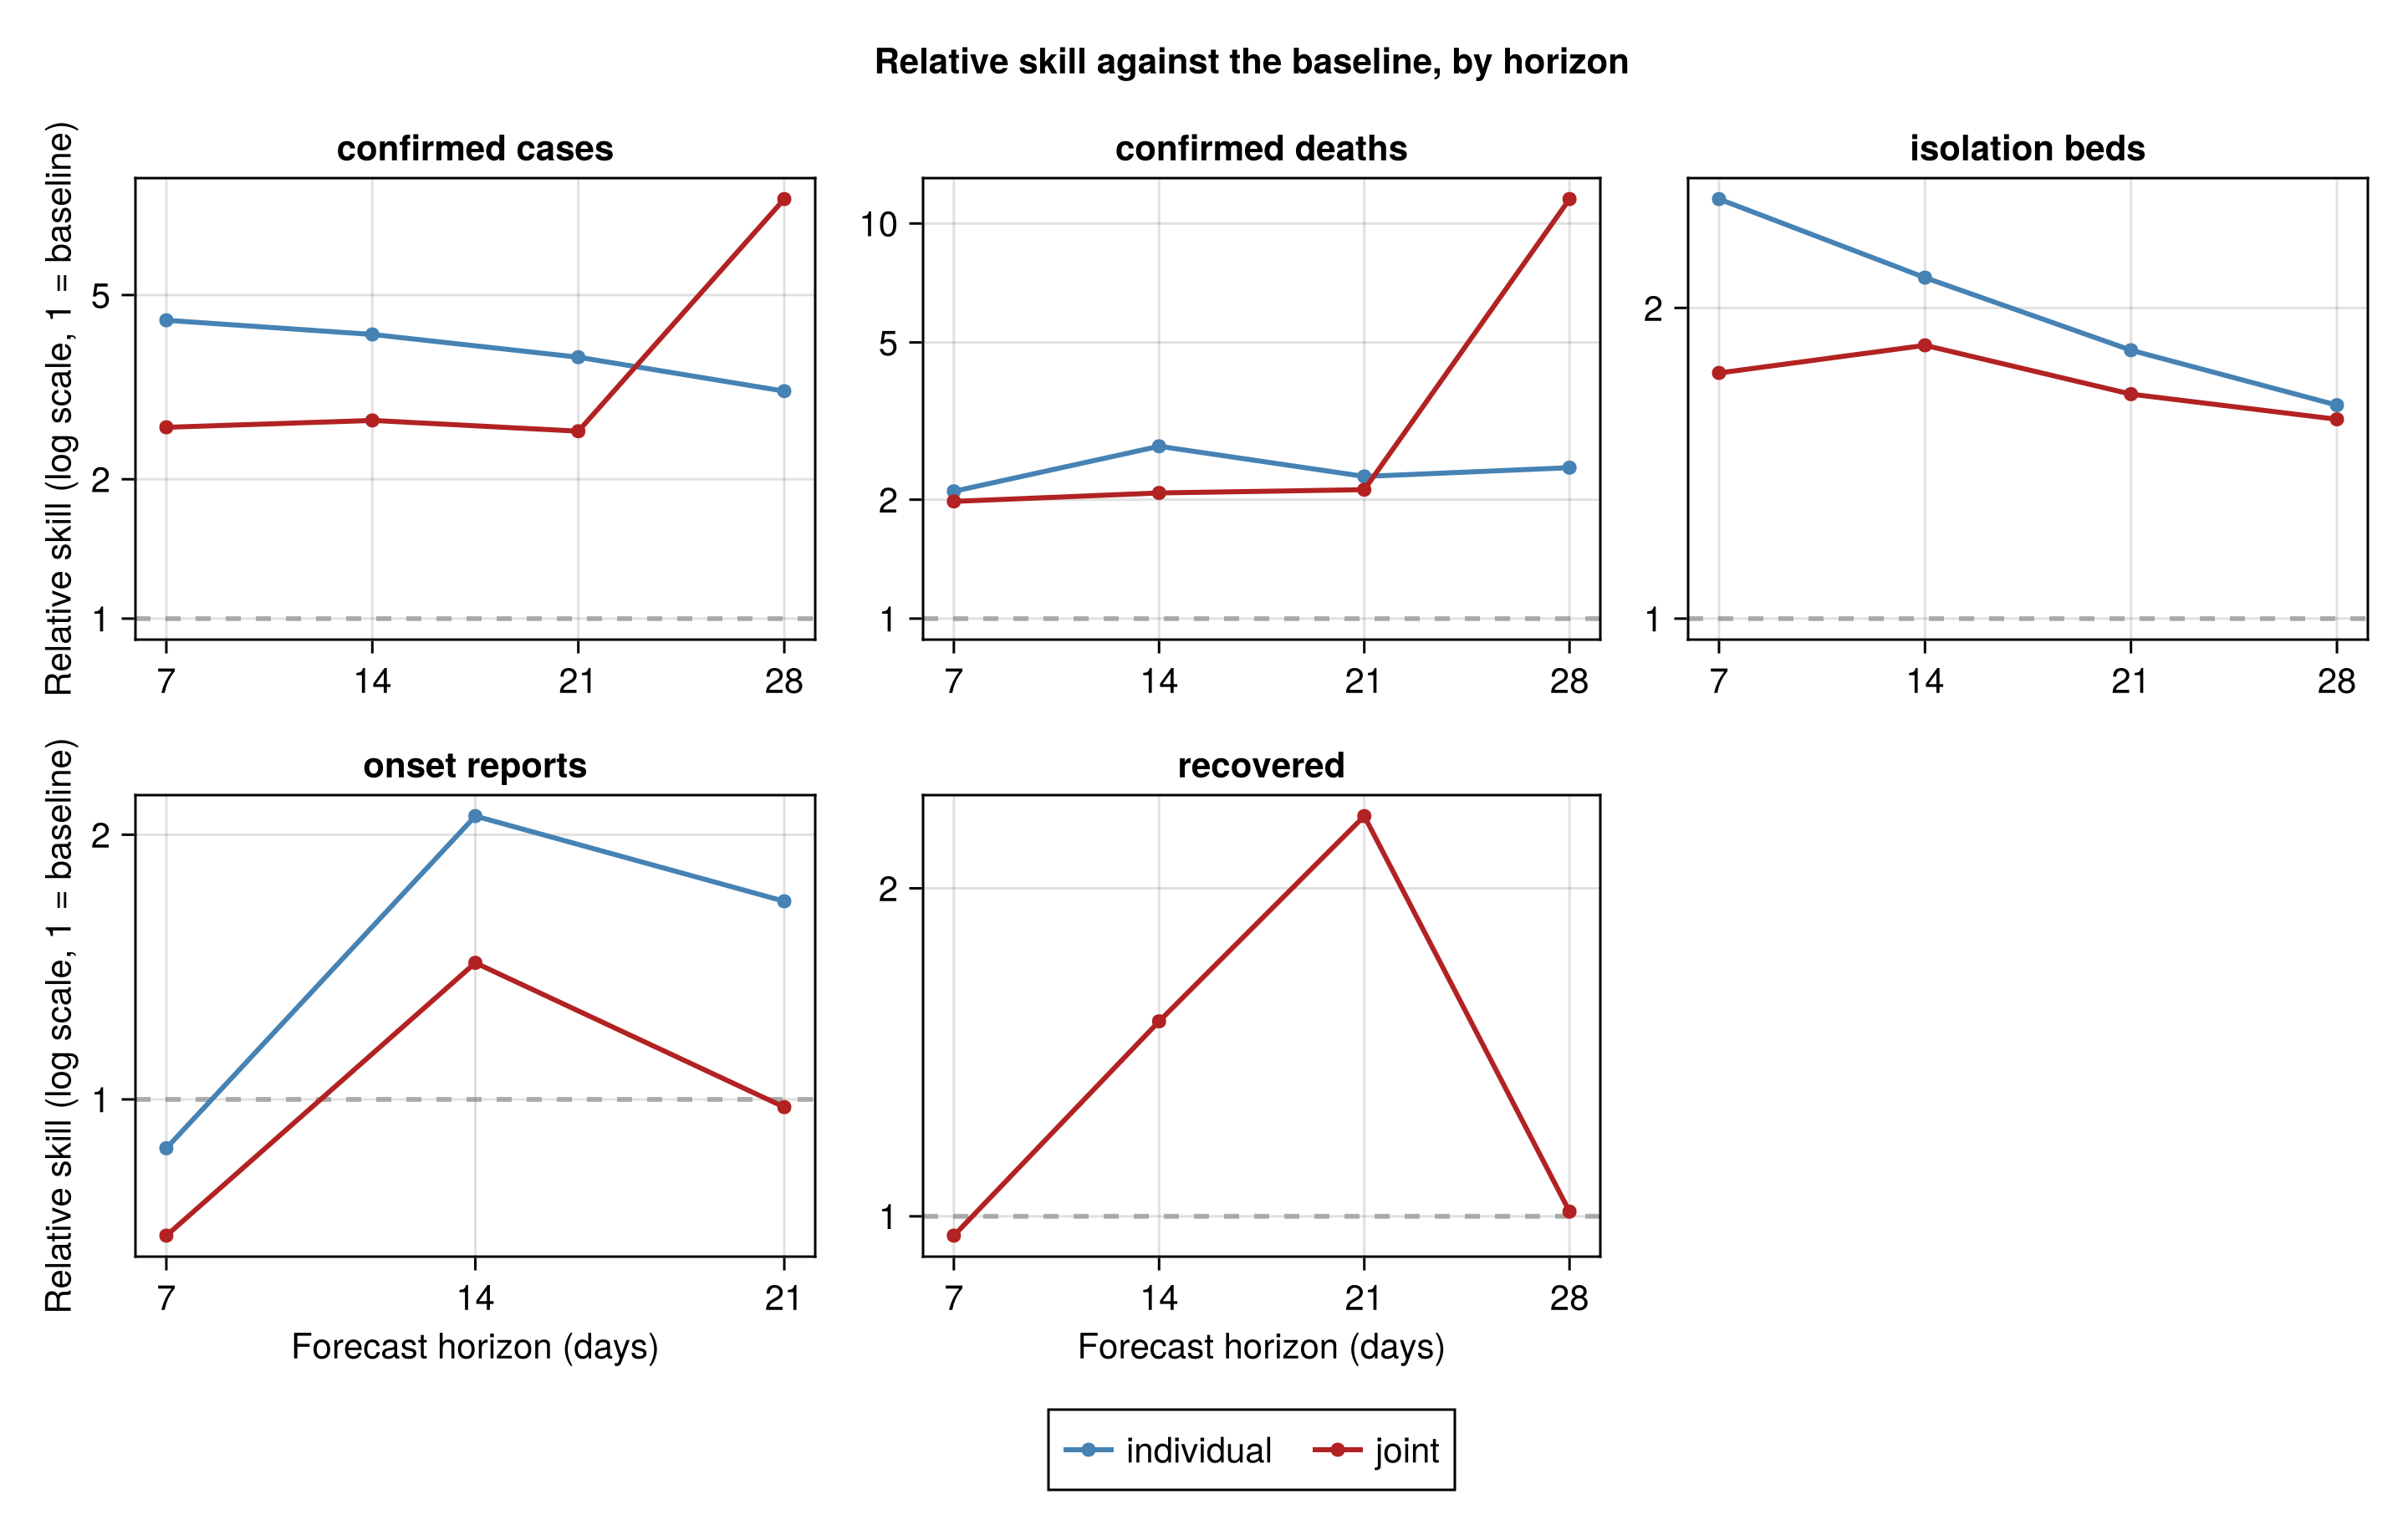 Relative skill against the baseline, by horizon
Relative skill (log scale, 1 = baseline)
confirmed cases
5
2
1
7 14 21 28
confirmed deaths
10
5
2
1
7 14 21 28
isolation beds
2
1
7 14 21 28
Relative skill (log scale, 1 = baseline)
onset reports
2
1
7 14 21
Forecast horizon (days)
recovered
2
1
7 14 21 28
Forecast horizon (days)
individual joint